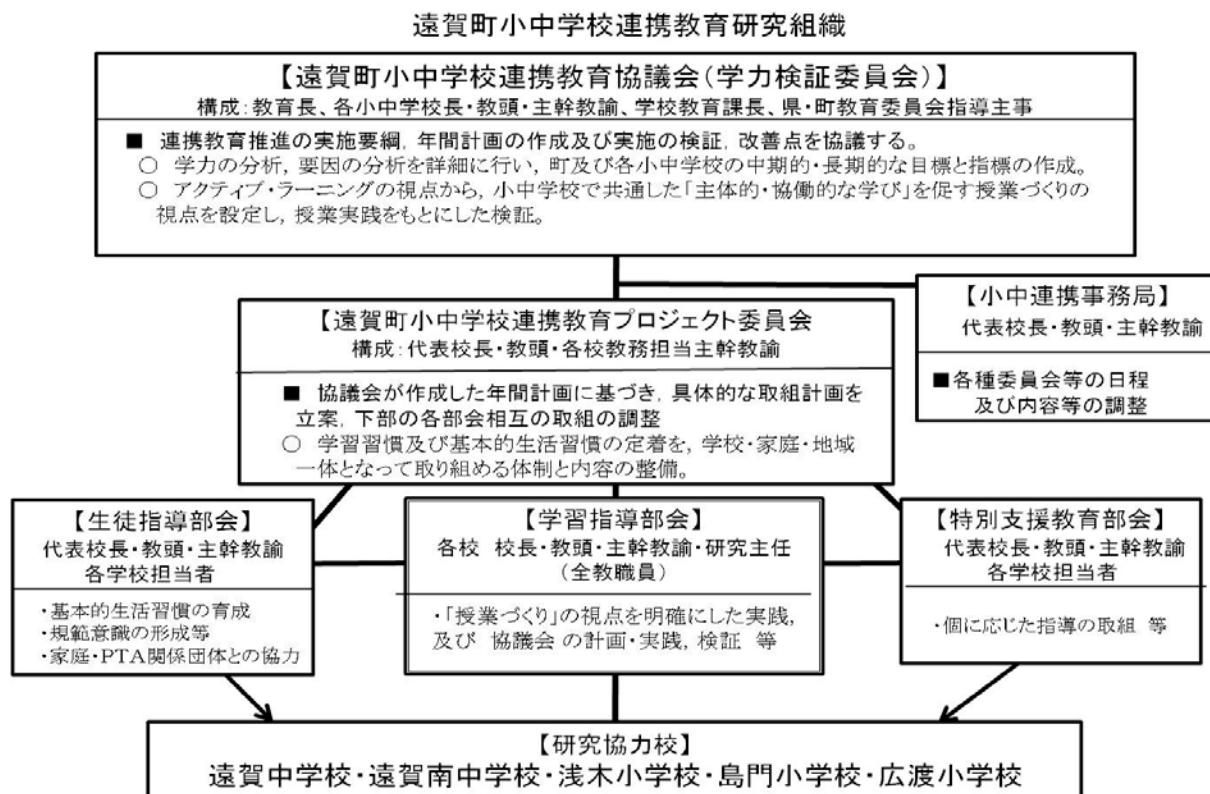 遠賀町小中学校連携教育研究組織
【遠賀町小中学校連携教育協議会(学力検証委員会)】
構成:教育長、各小中学校長・教頭・主幹教諭、学校教育課長、県・町教育委員会指導主事
■ 連携教育推進の実施要綱,年間計画の作成及び実施の検証,改善点を協議する。
○ 学力の分析,要因の分析を詳細に行い,町及び各小中学校の中期的・長期的な目標と指標の作成。
○ アクティブ・ラーニングの視点から,小中学校で共通した「主体的・協働的な学び」を促す授業づくりの
視点を設定し,授業実践をもとにした検証。
【小中連携事務局】
代表校長・教頭・主幹教諭
■各種委員会等の日程
及び内容等の調整
【遠賀町小中学校連携教育プロジェクト委員会
構成:代表校長・教頭・各校教務担当主幹教諭
■ 協議会が作成した年間計画に基づき,具体的な取組計画を
立案,下部の各部会相互の取組の調整
○ 学習習慣及び基本的生活習慣の定着を,学校・家庭・地域
一体となって取り組める体制と内容の整備。
【生徒指導部会】
代表校長・教頭・主幹教諭
各学校担当者
・基本的生活習慣の育成
・規範意識の形成等
・家庭・PTA関係団体との協力
【学習指導部会】
各校 校長・教頭・主幹教諭・研究主任
(全教職員)
・「授業づくり」の視点を明確にした実践,
及び 協議会 の計画・実践,検証 等
【特別支援教育部会】
代表校長・教頭・主幹教諭
各学校担当者
・個に応じた指導の取組 等
【研究協力校】
遠賀中学校・遠賀南中学校・浅木小学校・島門小学校・広渡小学校